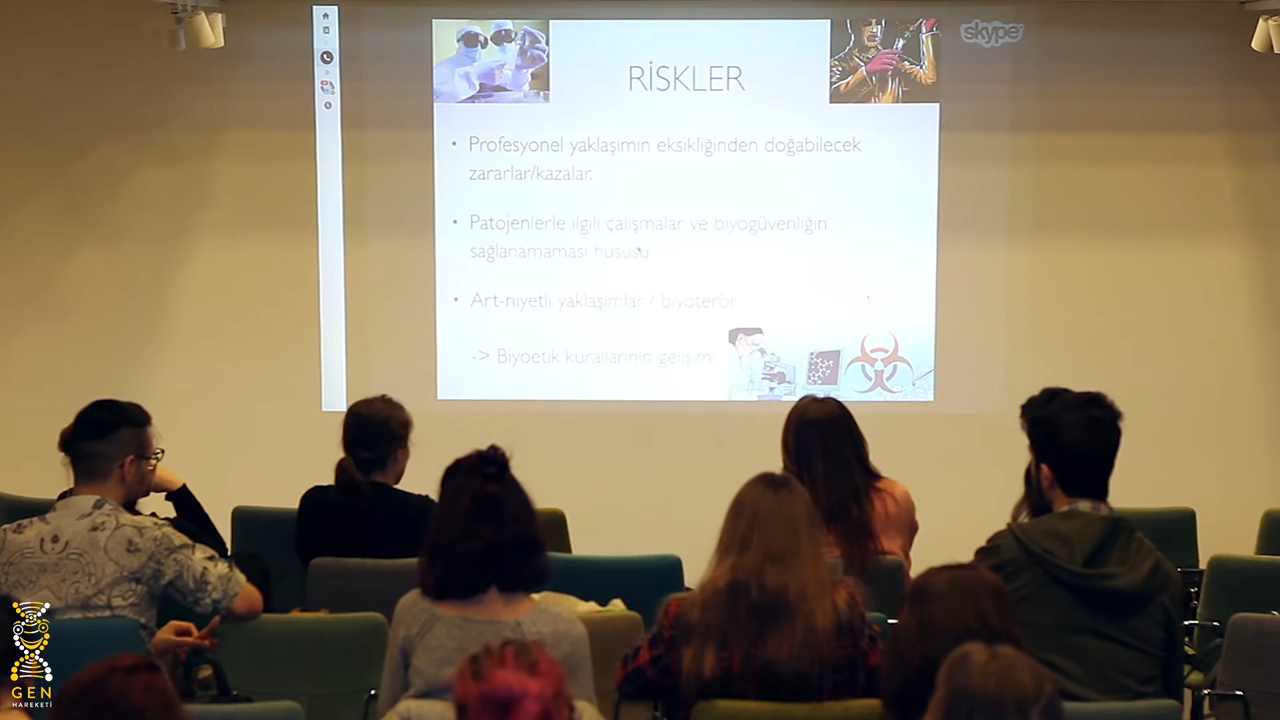 skype
RİSKLER
• Profesyonel yaklaşımın eksikliğinden doğabilecek
zararlar/kazalar.
• Patojenlerle ilgili çalışmalar ve biyogüvenliğin
sağlanamaması hususu
• Art-niyetli yaklaşımlar / biyoterör
-> Biyoetik kurallarının gelişimi
GEN
HAREKETİ